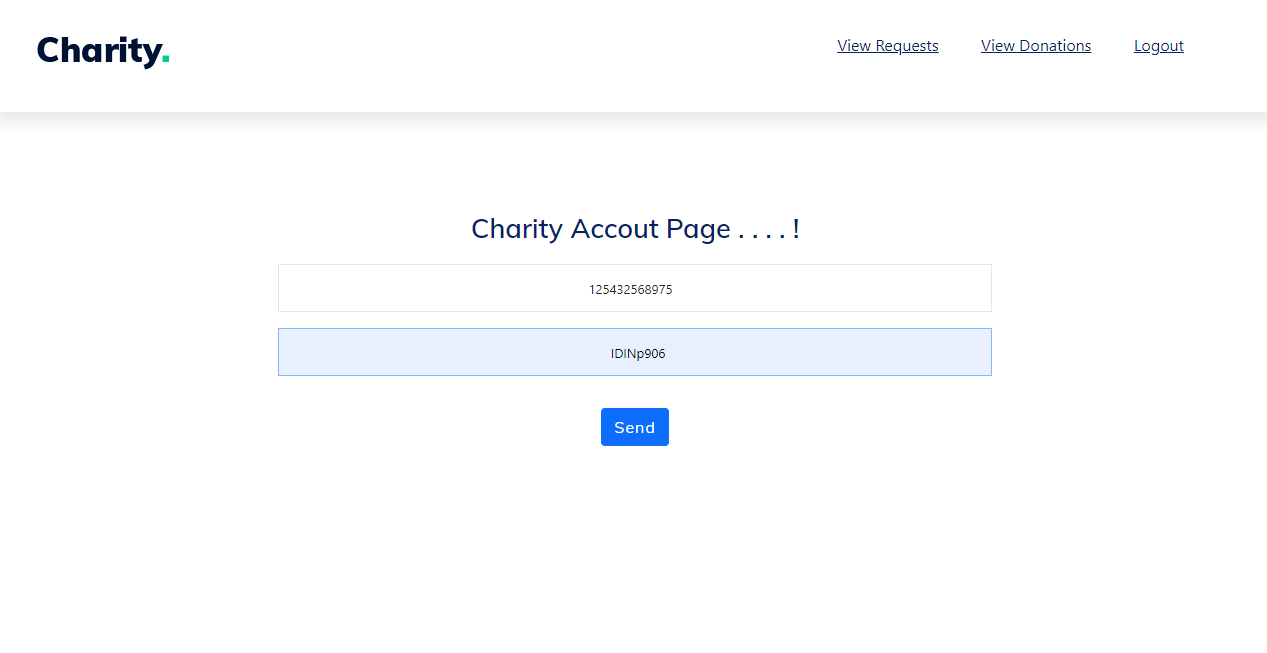 Charity.
View Requests View Donations Logout
Charity Accout Page . . . . !
125432568975
IDINp906
Send